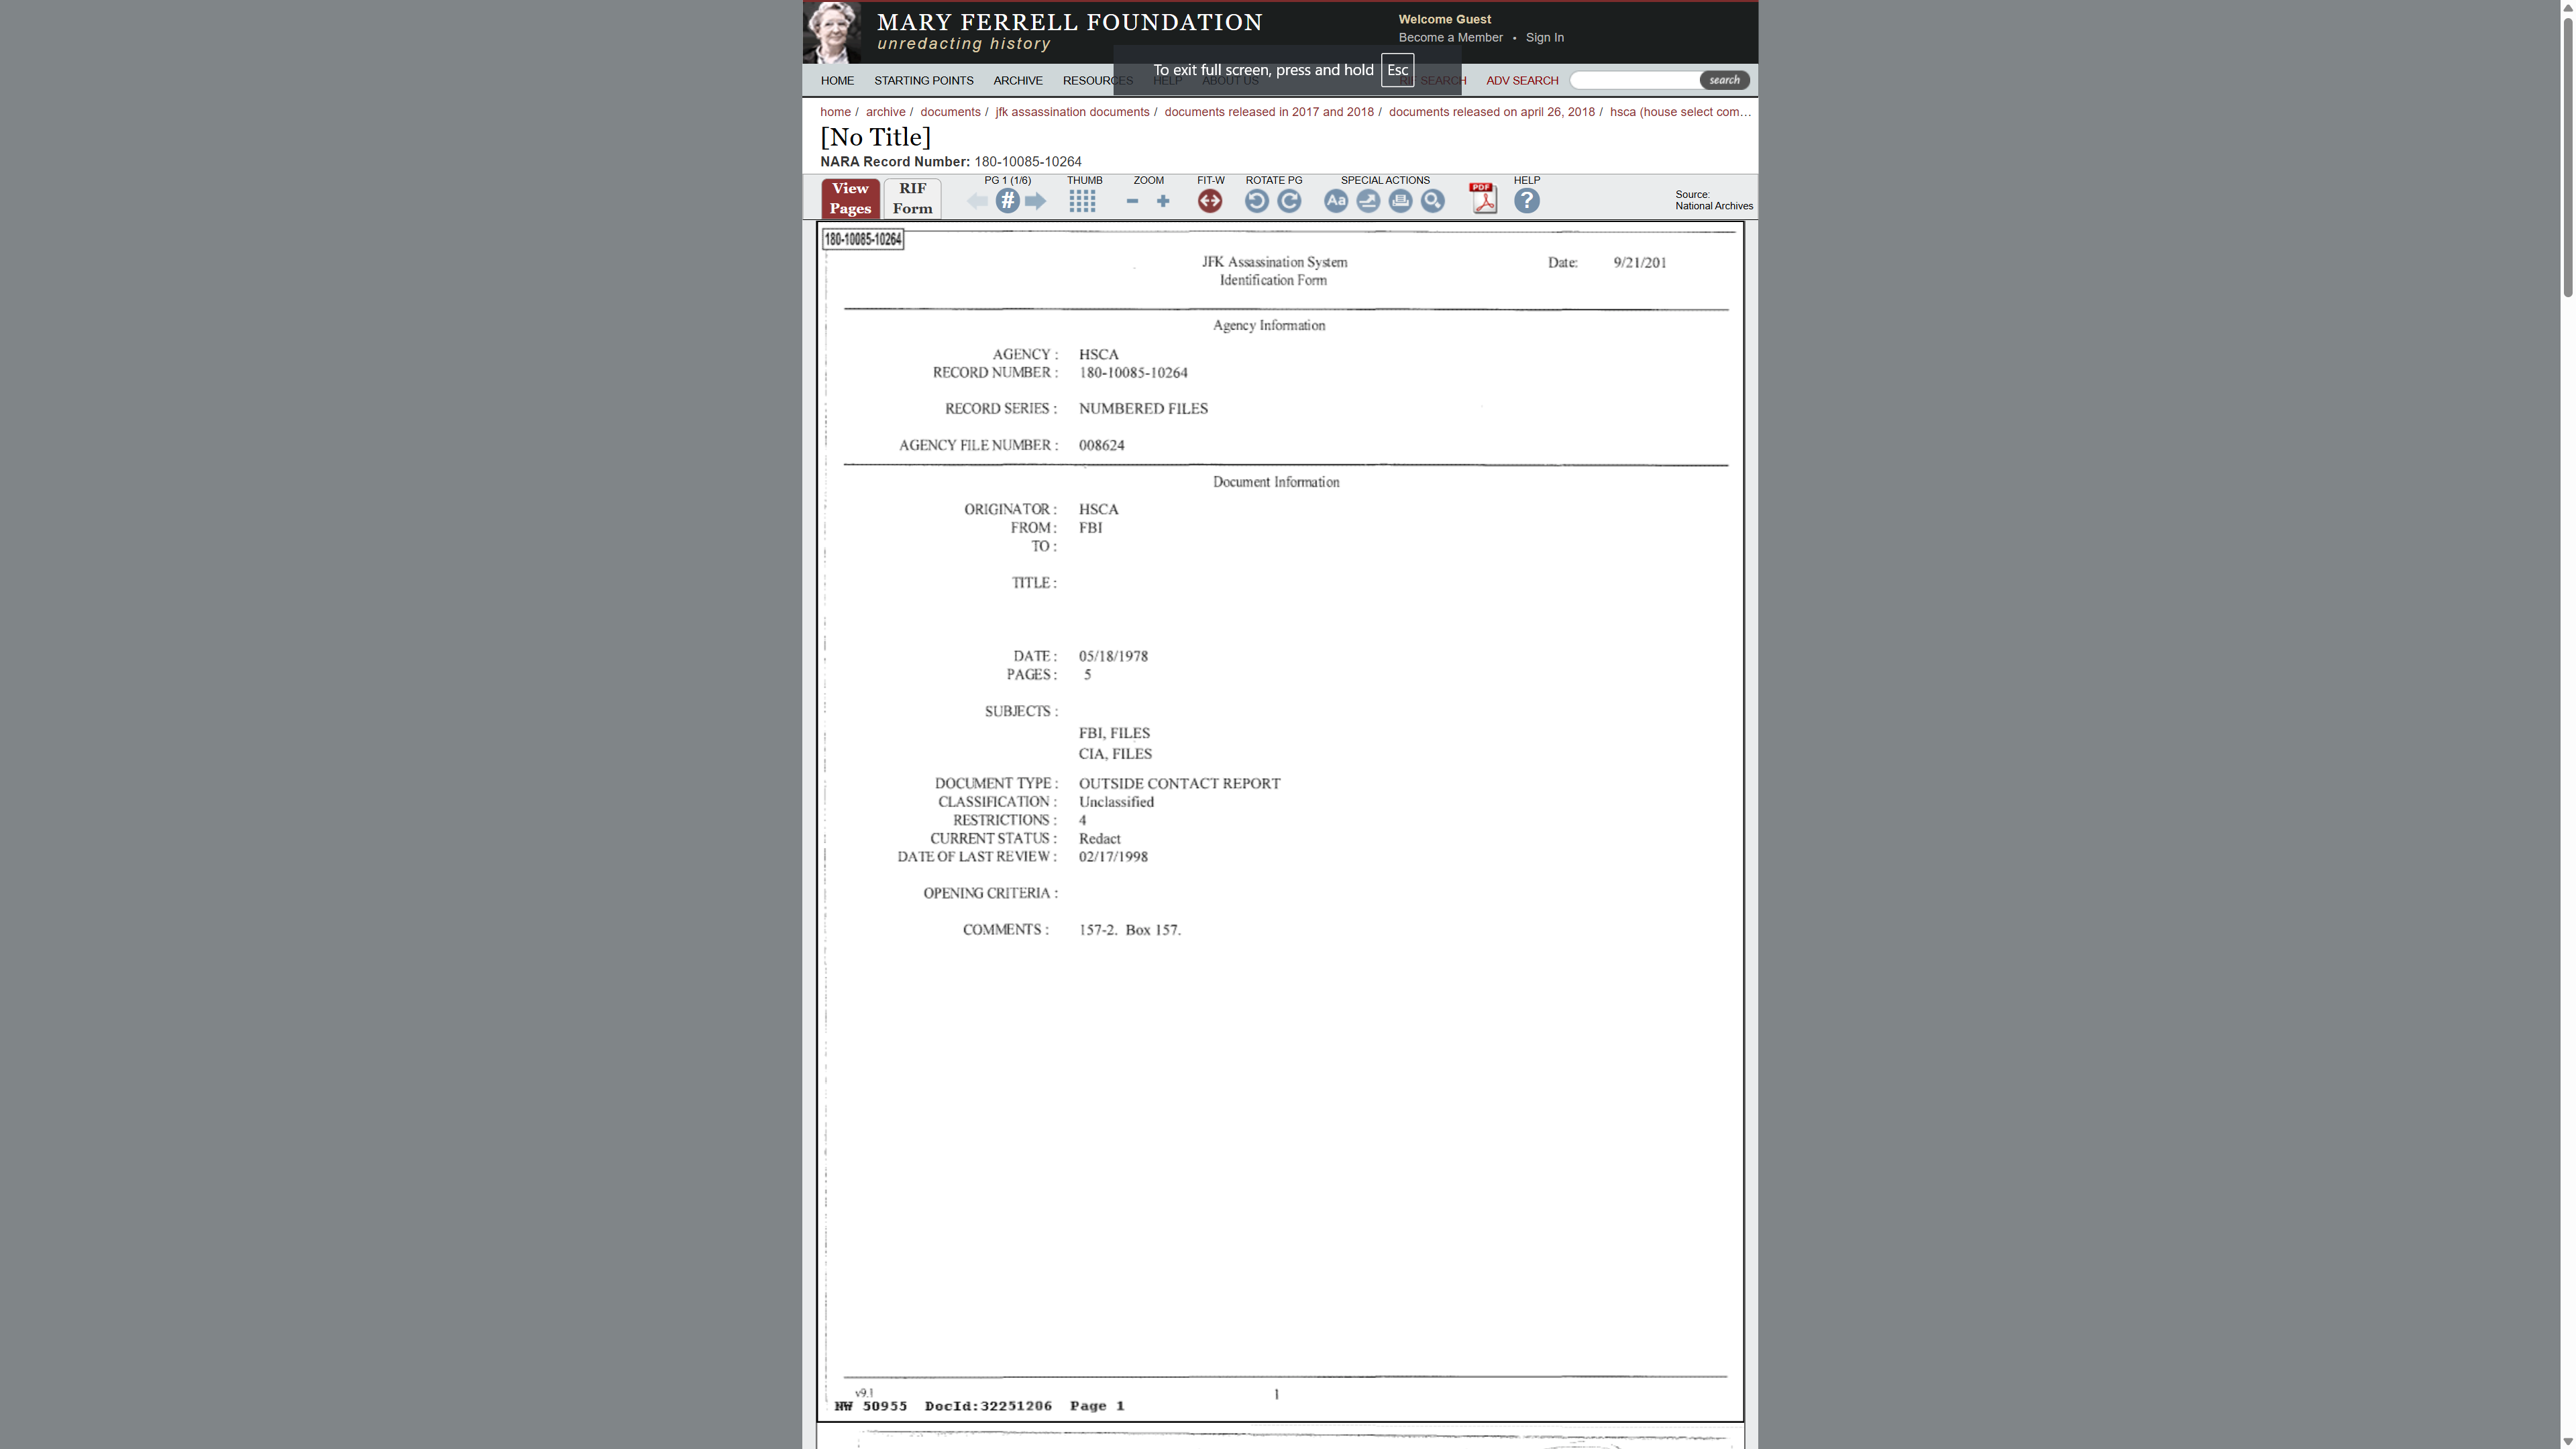 MARY FERRELL FOUNDATION
unredacting history
Welcome Guest
Become a Member • Sign In
To exit full screen, press and hold Esc
HOME STARTING POINTS ARCHIVE RESOURCES HELP ABOUT US SEARCH ADV SEARCH search
home / archive / documents / jfk assassination documents / documents released in 2017 and 2018 / documents released on april 26, 2018 / hsca (house select com...
[No Title]
NARA Record Number: 180-10085-10264
View Pages
RIF Form
PG 1 (1/6) THUMB ZOOM FIT-W ROTATE PG SPECIAL ACTIONS HELP
# Aa PDF ?
Source:
National Archives
180-10085-10264
JFK Assassination System Date: 9/21/201
Identification Form
Agency Information
AGENCY : HSCA
RECORD NUMBER : 180-10085-10264
RECORD SERIES : NUMBERED FILES
AGENCY FILE NUMBER : 008624
Document Information
ORIGINATOR : HSCA
FROM : FBI
TO :
TITLE :
DATE : 05/18/1978
PAGES : 5
SUBJECTS :
FBI, FILES
CIA, FILES
DOCUMENT TYPE : OUTSIDE CONTACT REPORT
CLASSIFICATION : Unclassified
RESTRICTIONS : 4
CURRENT STATUS : Redact
DATE OF LAST REVIEW : 02/17/1998
OPENING CRITERIA :
COMMENTS : 157-2. Box 157.
v9.1 1
NW 50955 DocId:32251206 Page 1